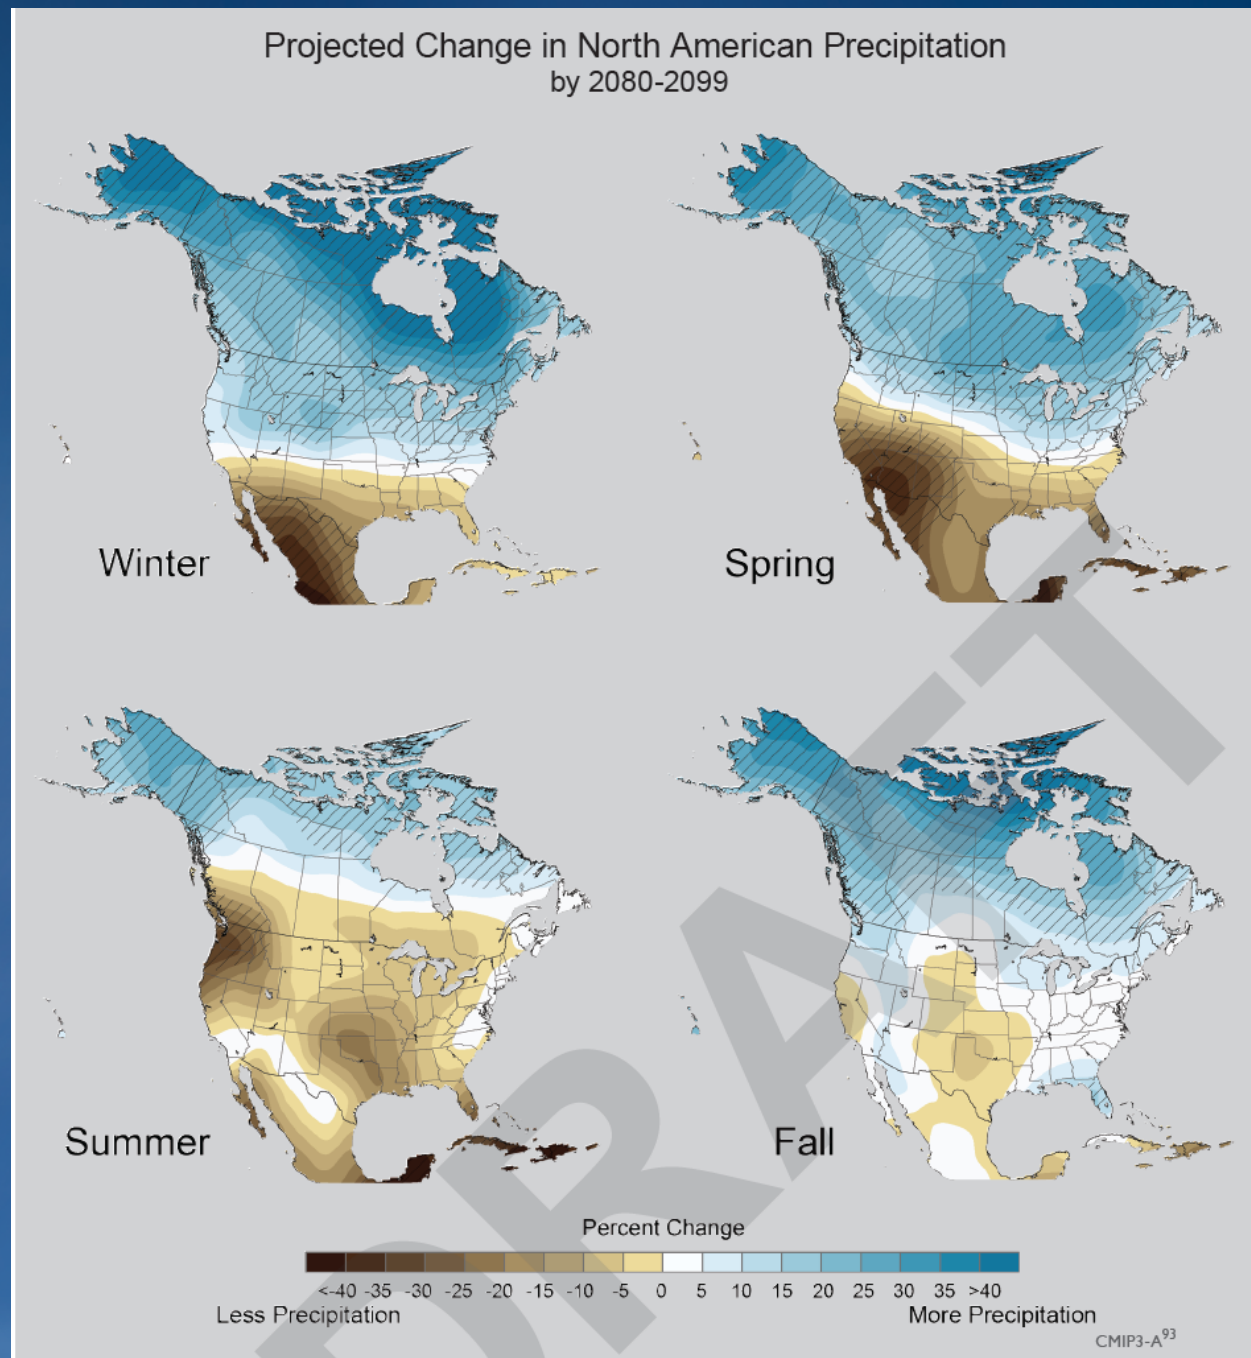 Projected Change in North American Precipitation
by 2080-2099
Winter
Spring
Summer
Fall
DRAFT
Percent Change
<-40 -35 -30 -25 -20 -15 -10 -5 0 5 10 15 20 25 30 35 >40
Less Precipitation
More Precipitation
CMIP3-A93